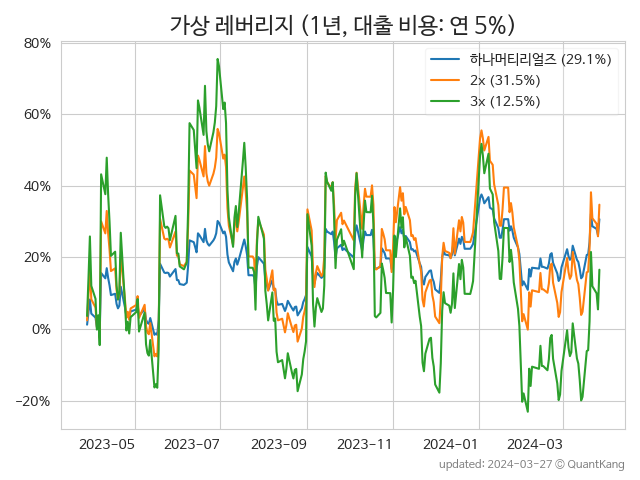 가상 레버리지 (1년, 대출 비용: 연 5%)
하나머티리얼즈 (29.1%)
2x (31.5%)
3x (12.5%)
80%
60%
40%
20%
0%
−20%
2023-05
2023-07
2023-09
2023-11
2024-01
2024-03
updated: 2024-03-27 © QuantKang